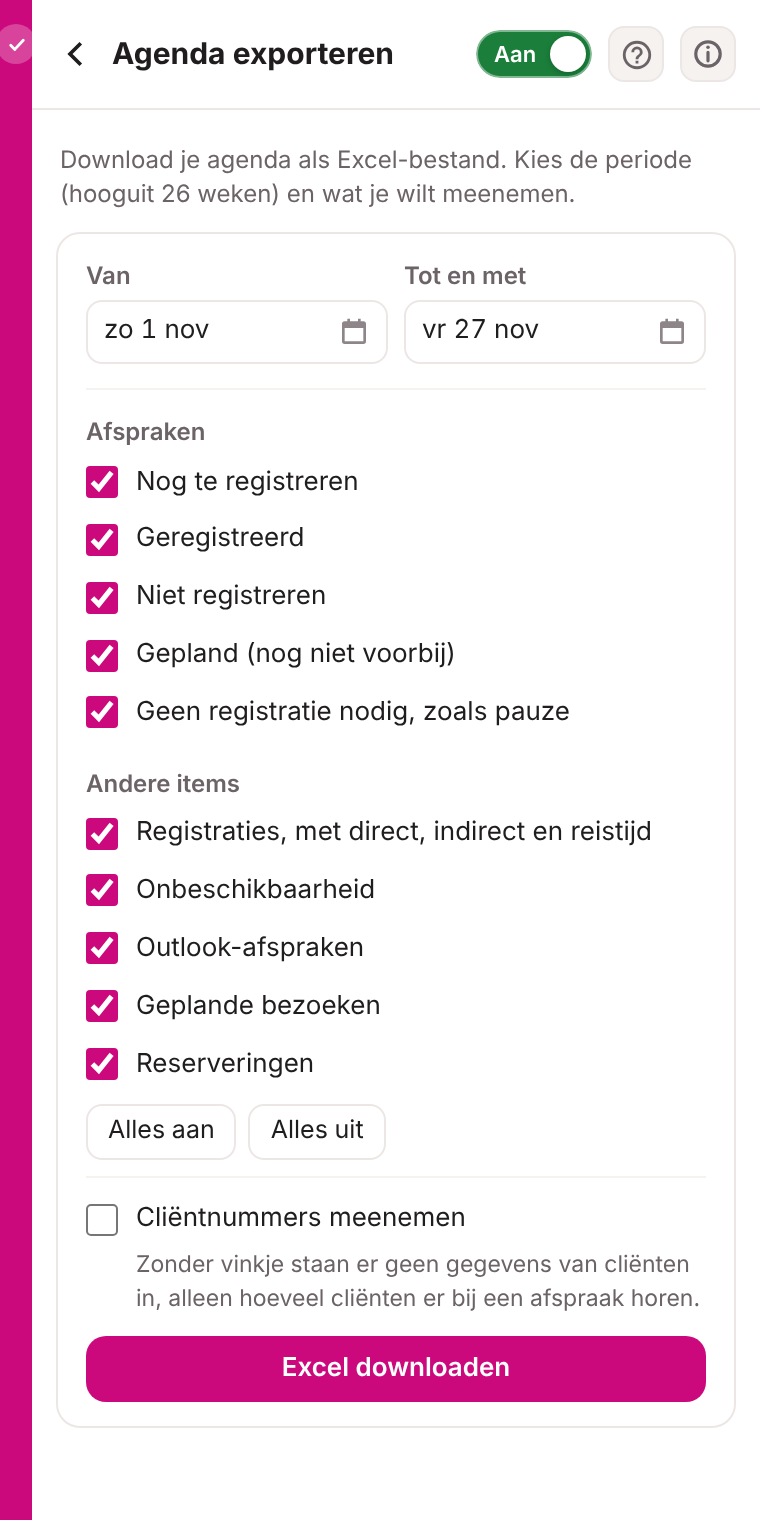 Agenda exporteren
Aan
Download je agenda als Excel-bestand. Kies de periode
(hooguit 26 weken) en wat je wilt meenemen.
Van
Tot en met
zo 1 nov
vr 27 nov
Afspraken
Nog te registreren
Geregistreerd
Niet registreren
Gepland (nog niet voorbij)
Geen registratie nodig, zoals pauze
Andere items
Registraties, met direct, indirect en reistijd
Onbeschikbaarheid
Outlook-afspraken
Geplande bezoeken
Reserveringen
Alles aan
Alles uit
Cliëntnummers meenemen
Zonder vinkje staan er geen gegevens van cliënten
in, alleen hoeveel cliënten er bij een afspraak horen.
Excel downloaden